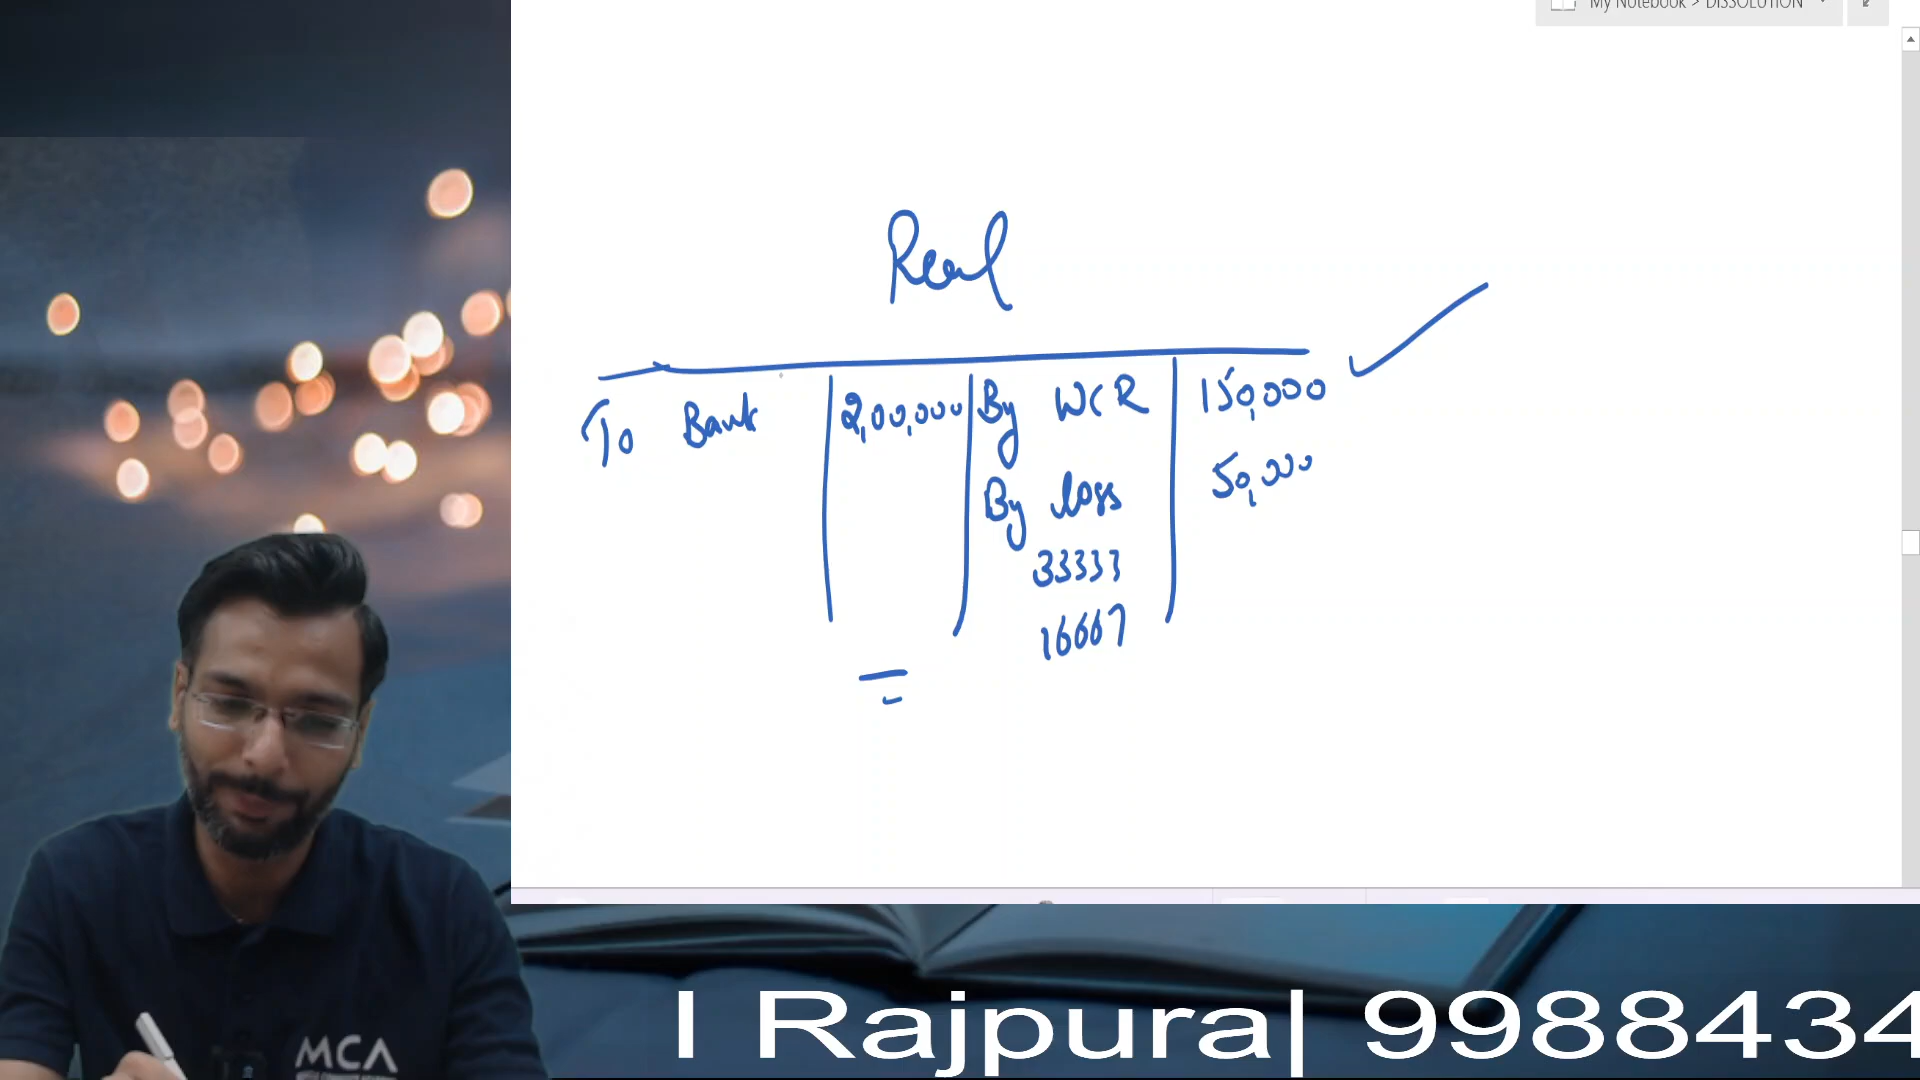 My Notebook > DISSOLUTION
Real
To Bank 2,00,000 By WCR 150,000
By loss 50,000
33333
16667
MCA
I Rajpura| 9988434